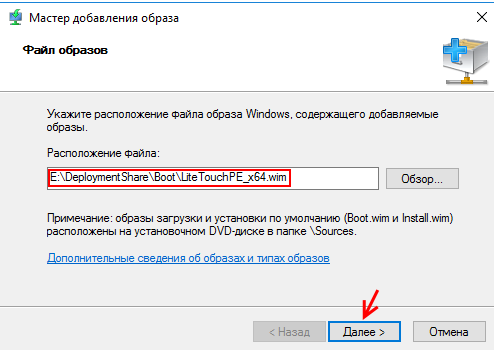 Мастер добавления образа
Файл образов
Укажите расположение файла образа Windows, содержащего добавляемые
образы.
Расположение файла:
E:\DeploymentShare\Boot\LiteTouchPE_x64.wim
Обзор...
Примечание: образы загрузки и установки по умолчанию (Boot.wim и Install.wim)
расположены на установочном DVD-диске в папке \Sources.
Дополнительные сведения об образах и типах образов
< Назад
Далее >
Отмена